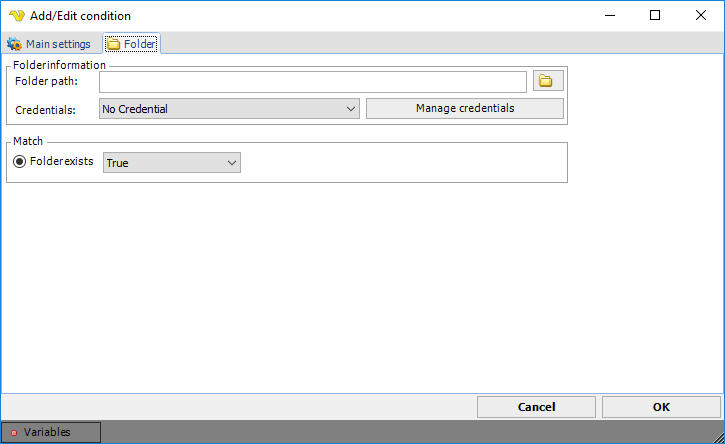 Add/Edit condition
Main settings
Folder
Folderinformation
Folder path:
Credentials:
No Credential
Manage credentials
Match
Folderexists
True
Cancel
OK
Variables